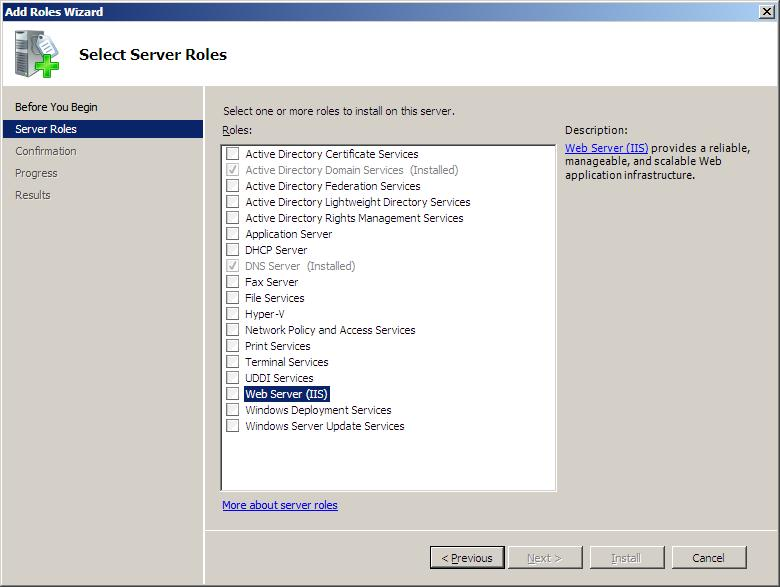 Add Roles Wizard
Select Server Roles
Before You Begin
Server Roles
Confirmation
Progress
Results
Select one or more roles to install on this server.
Roles:
Active Directory Certificate Services
Active Directory Domain Services (Installed)
Active Directory Federation Services
Active Directory Lightweight Directory Services
Active Directory Rights Management Services
Application Server
DHCP Server
DNS Server (Installed)
Fax Server
File Services
Hyper-V
Network Policy and Access Services
Print Services
Terminal Services
UDDI Services
Web Server (IIS)
Windows Deployment Services
Windows Server Update Services
More about server roles
Description:
Web Server (IIS) provides a reliable,
manageable, and scalable Web
application infrastructure.
< Previous
Next >
Install
Cancel